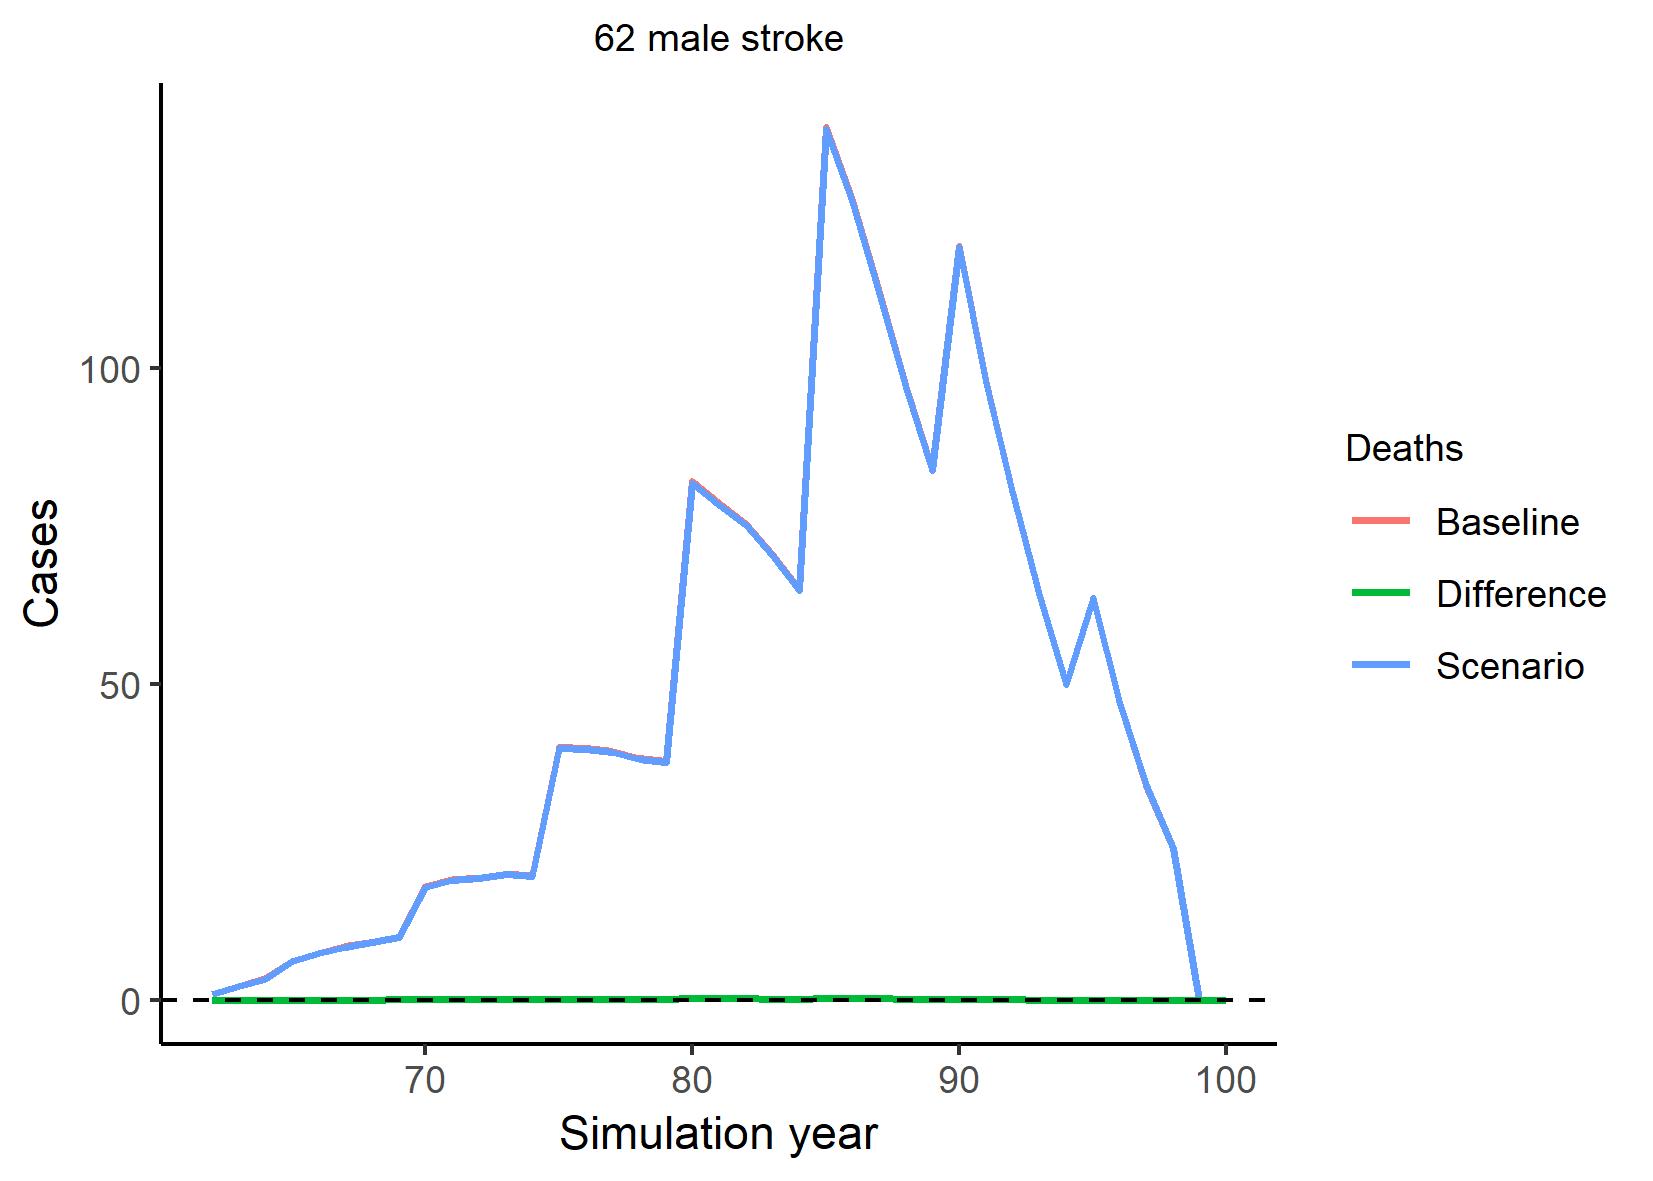 62 male stroke
Cases
100
50
0
70
80
90
100
Simulation year
Deaths
Baseline
Difference
Scenario